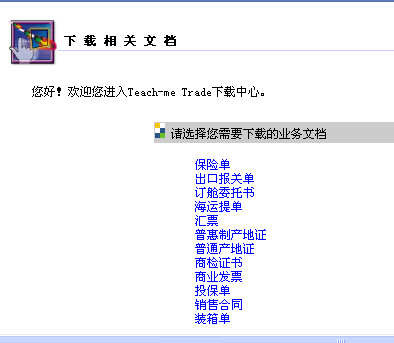 下载相关文档
您好！欢迎您进入Teach-me Trade下载中心。
请选择您需要下载的业务文档
保险单
出口报关单
订舱委托书
海运提单
汇票
普惠制产地证
普通产地证
商检证书
商业发票
投保单
销售合同
装箱单